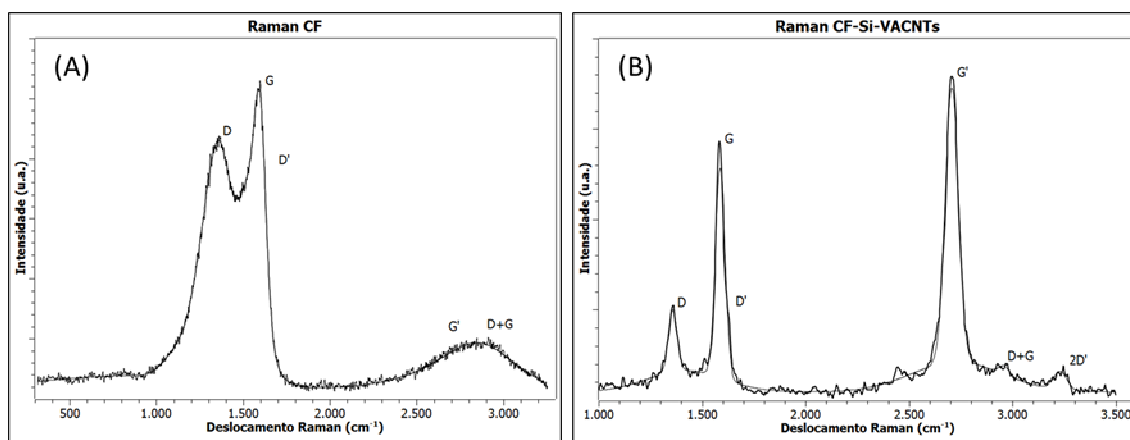 Raman CF
(A)
G
D
D'
G'
D+G
Intensidade (u.a.)
500
1.000
1.500
2.000
2.500
3.000
Deslocamento Raman (cm⁻¹)
Raman CF-Si-VACNTs
(B)
G'
G
D
D'
D+G
2D'
Intensidade (u.a.)
1.000
1.500
2.000
2.500
3.000
3.500
Deslocamento Raman (cm⁻¹)